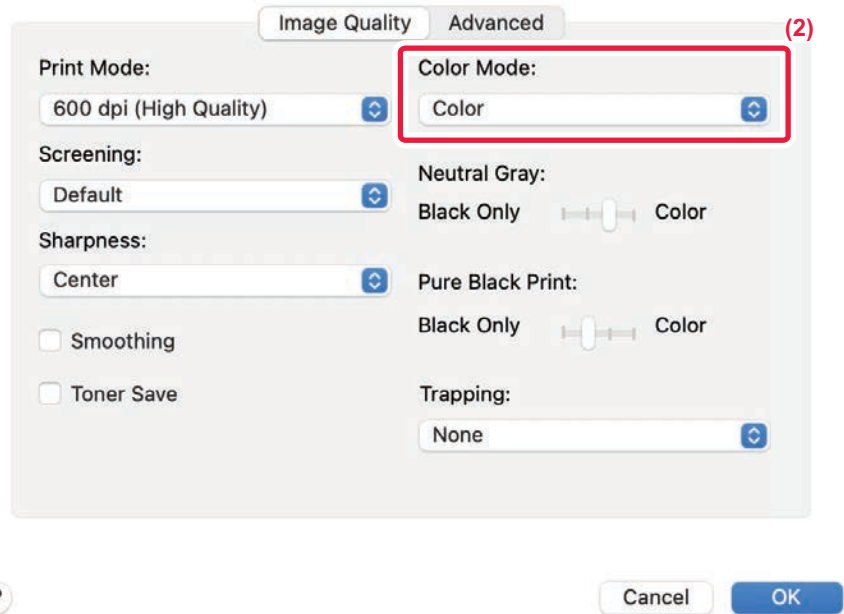 Image Quality
Advanced
(2)
Print Mode:
600 dpi (High Quality)
Screening:
Default
Sharpness:
Center
Smoothing
Toner Save
Color Mode:
Color
Neutral Gray:
Black Only Color
Pure Black Print:
Black Only Color
Trapping:
None
Cancel
OK